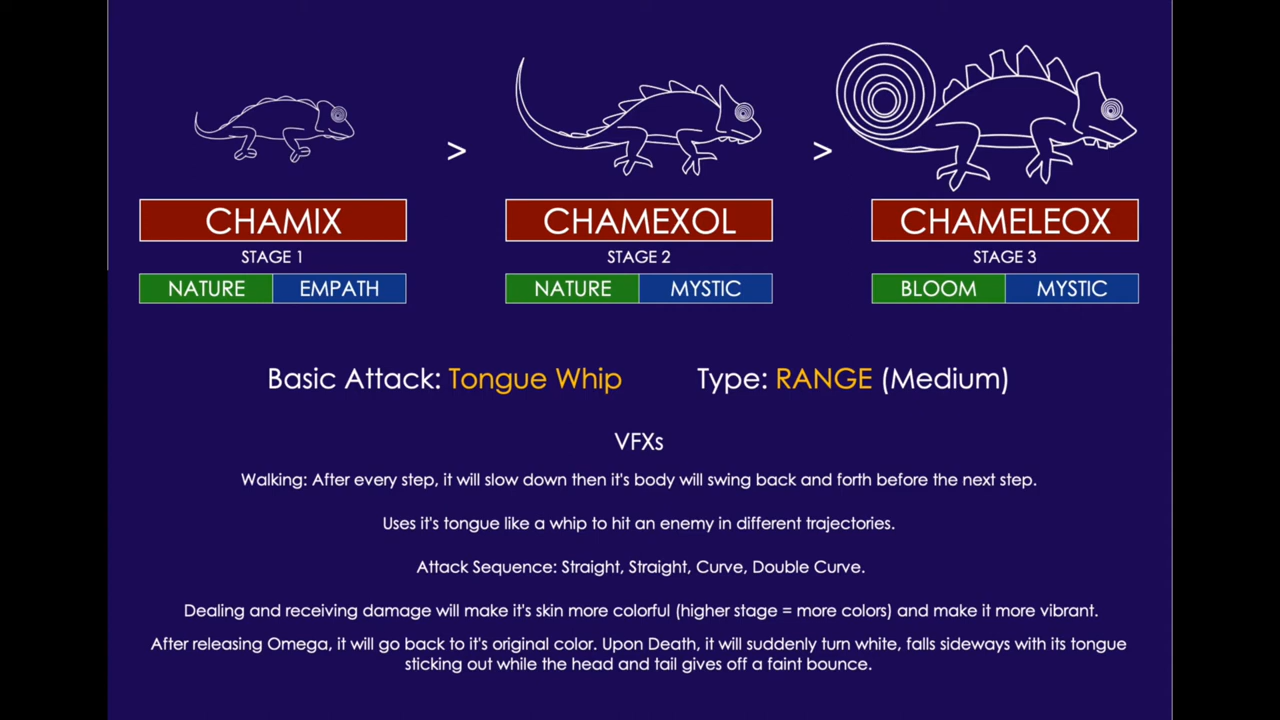 >
>
CHAMIX
CHAMEXOL
CHAMELEOX
STAGE 1
STAGE 2
STAGE 3
NATURE EMPATH
NATURE MYSTIC
BLOOM MYSTIC
Basic Attack: Tongue Whip
Type: RANGE (Medium)
VFXs
Walking: After every step, it will slow down then it's body will swing back and forth before the next step.
Uses it's tongue like a whip to hit an enemy in different trajectories.
Attack Sequence: Straight, Straight, Curve, Double Curve.
Dealing and receiving damage will make it's skin more colorful (higher stage = more colors) and make it more vibrant.
After releasing Omega, it will go back to it's original color. Upon Death, it will suddenly turn white, falls sideways with its tongue
sticking out while the head and tail gives off a faint bounce.